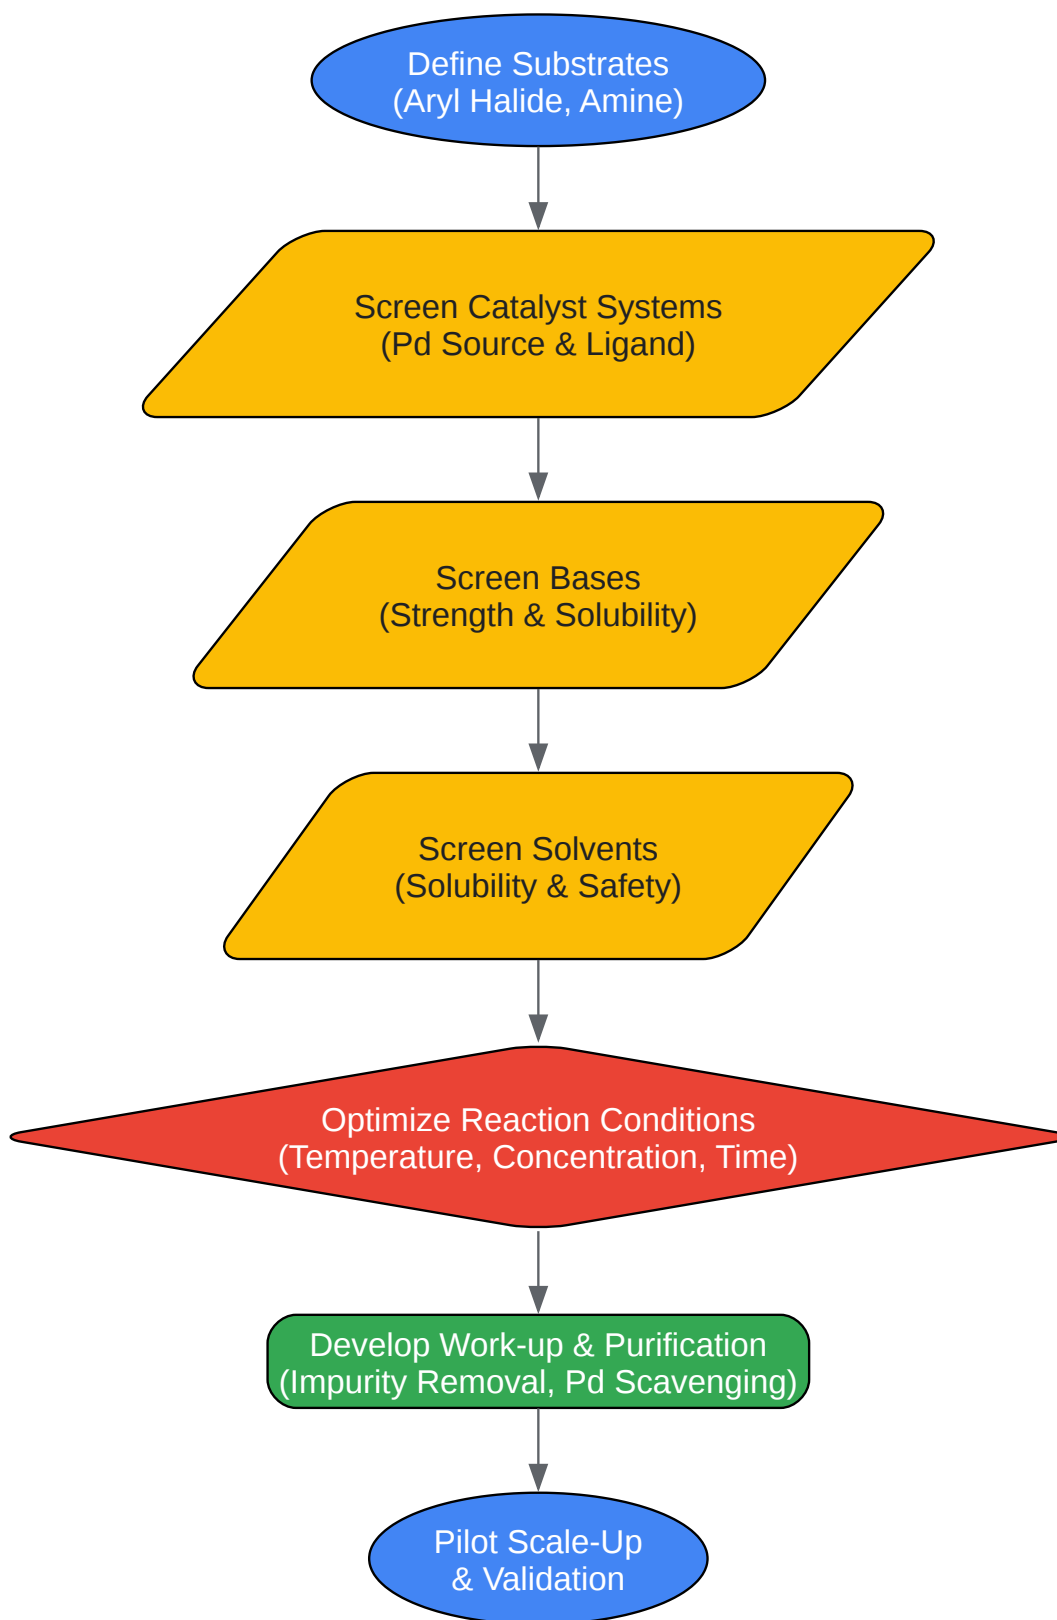 Define Substrates
(Aryl Halide, Amine)
Screen Catalyst Systems
(Pd Source & Ligand)
Screen Bases
(Strength & Solubility)
Screen Solvents
(Solubility & Safety)
Optimize Reaction Conditions
(Temperature, Concentration, Time)
Develop Work-up & Purification
(Impurity Removal, Pd Scavenging)
Pilot Scale-Up
& Validation